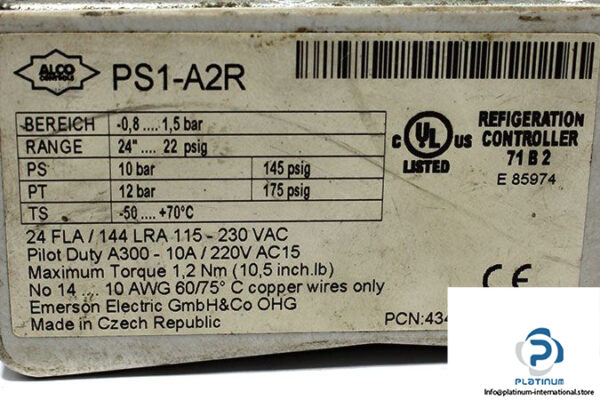 ALCO
CONTROLS
PS1-A2R
BEREICH -0,8 .... 1,5 bar
RANGE 24" .... 22 psig
PS 10 bar 145 psig
PT 12 bar 175 psig
TS -50 .... +70°C
C UL US
LISTED
REFIGERATION
CONTROLLER
71 B 2
E 85974
24 FLA / 144 LRA 115 - 230 VAC
Pilot Duty A300 - 10A / 220V AC15
Maximum Torque 1,2 Nm (10,5 inch.lb)
No 14 .... 10 AWG 60/75° C copper wires only
Emerson Electric GmbH&Co OHG
Made in Czech Republic
CE
PCN:434
PLATINUM
Info@platinum-international.store